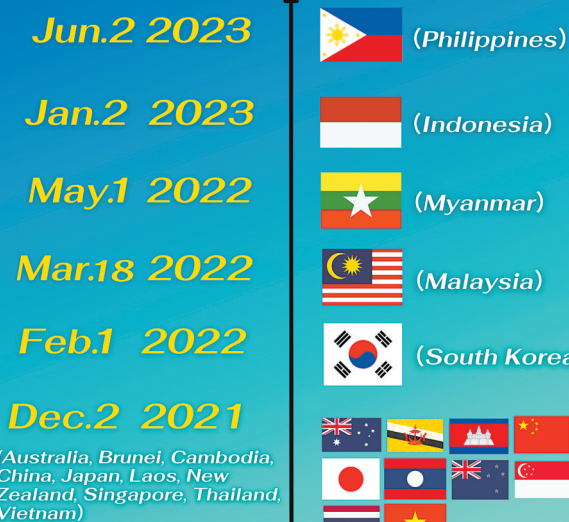 Jun.2 2023
(Philippines)
Jan.2 2023
(Indonesia)
May.1 2022
(Myanmar)
Mar.18 2022
(Malaysia)
Feb.1 2022
(South Korea
Dec.2 2021
(Australia, Brunei, Cambodia,
China, Japan, Laos, New
Zealand, Singapore, Thailand,
Vietnam)